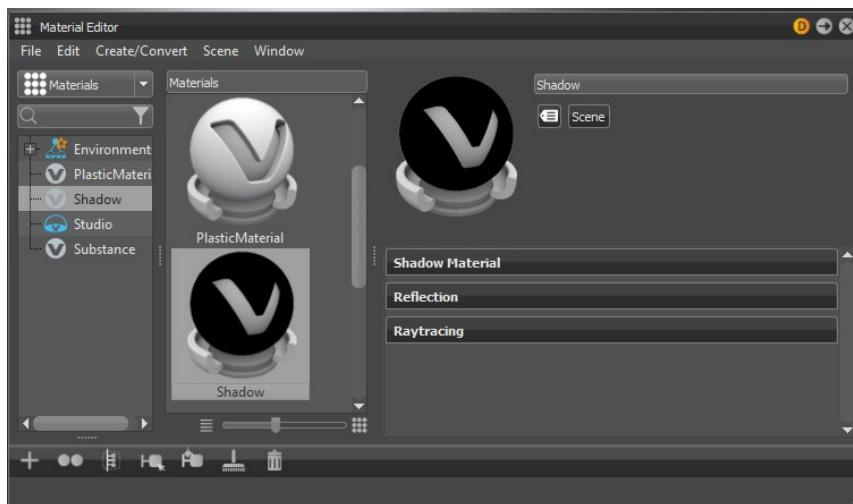 Material Editor
D
File Edit Create/Convert Scene Window
Materials
Environment
PlasticMateri
Shadow
Studio
Substance
Materials
PlasticMaterial
Shadow
Shadow
Scene
Shadow Material
Reflection
Raytracing